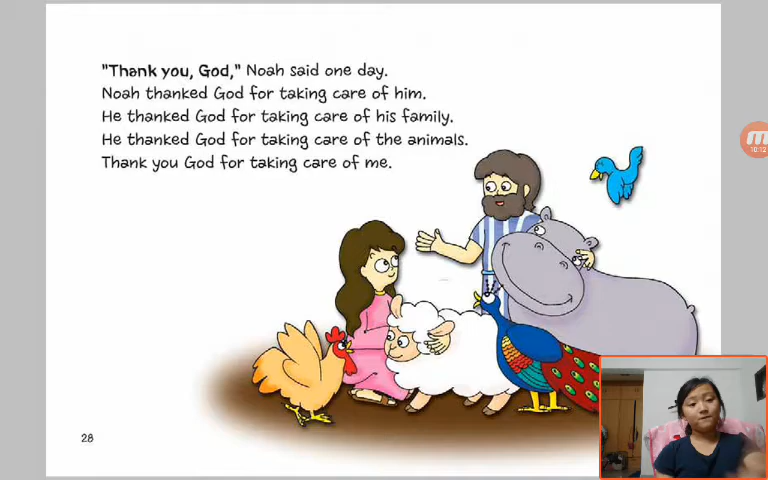 "Thank you, God," Noah said one day.
Noah thanked God for taking care of him.
He thanked God for taking care of his family.
He thanked God for taking care of the animals.
Thank you God for taking care of me.
28
10:12